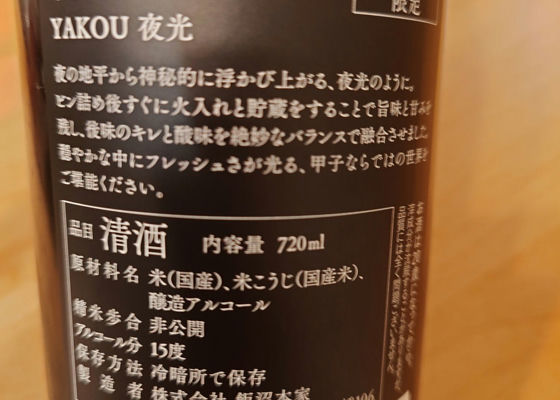 限定
YAKOU 夜光
夜の地平から神秘的に浮かび上がる、夜光のように。
ビン詰め後すぐに火入れと貯蔵をすることで旨味と甘みを
残し、後味のキレと酸味を絶妙なバランスで融合させました。
穏やかな中にフレッシュさが光る、甲子ならではの世界を
ご堪能ください。
品目 清酒 内容量 720ml
原材料名 米(国産)、米こうじ(国産米)、
醸造アルコール
精米歩合 非公開
アルコール分 15度
保存方法 冷暗所で保存
製造者 株式会社 飯沼本家